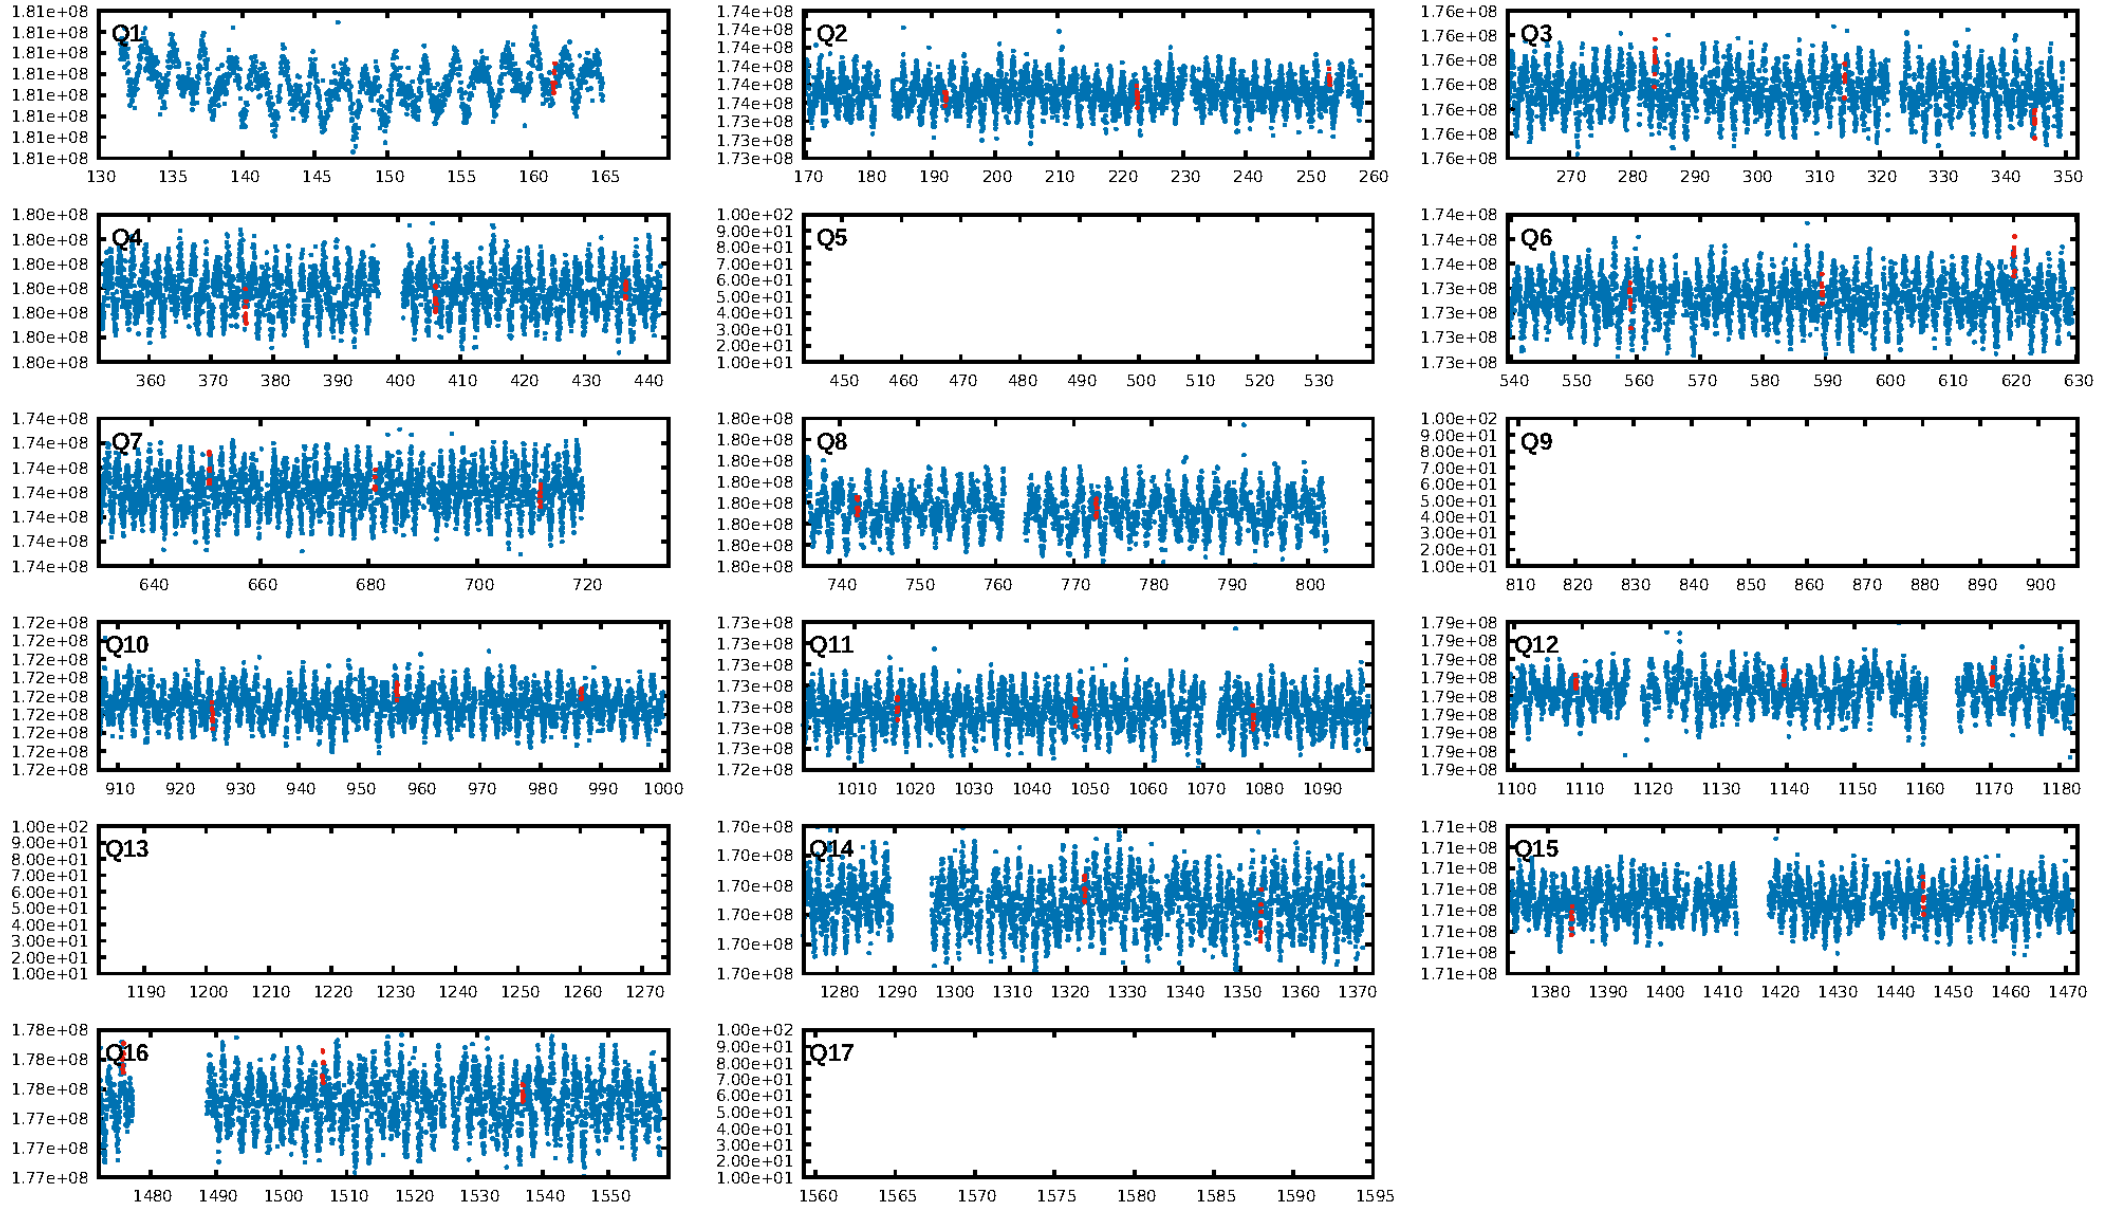 1.81e+08 1.81e+08 1.81e+08 1.81e+08 1.81e+08 1.81e+08 1.81e+08 1.81e+08
Q1
130 135 140 145 150 155 160 165
1.74e+08 1.74e+08 1.74e+08 1.74e+08 1.74e+08 1.74e+08 1.73e+08 1.73e+08 1.73e+08
Q2
170 180 190 200 210 220 230 240 250 260
1.76e+08 1.76e+08 1.76e+08 1.76e+08 1.76e+08 1.76e+08 1.76e+08
Q3
270 280 290 300 310 320 330 340 350
1.80e+08 1.80e+08 1.80e+08 1.80e+08 1.80e+08 1.80e+08 1.80e+08
Q4
360 370 380 390 400 410 420 430 440
1.00e+02 9.00e+01 8.00e+01 7.00e+01 6.00e+01 5.00e+01 4.00e+01 3.00e+01 2.00e+01 1.00e+01
Q5
450 460 470 480 490 500 510 520 530
1.74e+08 1.74e+08 1.74e+08 1.73e+08 1.73e+08 1.73e+08 1.73e+08
Q6
540 550 560 570 580 590 600 610 620 630
1.74e+08 1.74e+08 1.74e+08 1.74e+08 1.74e+08 1.74e+08 1.74e+08
Q7
640 660 680 700 720
1.80e+08 1.80e+08 1.80e+08 1.80e+08 1.80e+08 1.80e+08 1.80e+08 1.80e+08
Q8
740 750 760 770 780 790 800
1.00e+02 9.00e+01 8.00e+01 7.00e+01 6.00e+01 5.00e+01 4.00e+01 3.00e+01 2.00e+01 1.00e+01
Q9
810 820 830 840 850 860 870 880 890 900
1.72e+08 1.72e+08 1.72e+08 1.72e+08 1.72e+08 1.72e+08 1.72e+08 1.72e+08 1.72e+08
Q10
910 920 930 940 950 960 970 980 990 1000
1.73e+08 1.73e+08 1.73e+08 1.73e+08 1.73e+08 1.73e+08 1.73e+08 1.72e+08
Q11
1010 1020 1030 1040 1050 1060 1070 1080 1090
1.79e+08 1.79e+08 1.79e+08 1.79e+08 1.79e+08 1.79e+08 1.79e+08 1.79e+08 1.79e+08
Q12
1100 1110 1120 1130 1140 1150 1160 1170 1180
1.00e+02 9.00e+01 8.00e+01 7.00e+01 6.00e+01 5.00e+01 4.00e+01 3.00e+01 2.00e+01 1.00e+01
Q13
1190 1200 1210 1220 1230 1240 1250 1260 1270
1.70e+08 1.70e+08 1.70e+08 1.70e+08 1.70e+08 1.70e+08
Q14
1280 1290 1300 1310 1320 1330 1340 1350 1360 1370
1.71e+08 1.71e+08 1.71e+08 1.71e+08 1.71e+08 1.71e+08 1.71e+08 1.71e+08
Q15
1380 1390 1400 1410 1420 1430 1440 1450 1460 1470
1.78e+08 1.78e+08 1.78e+08 1.77e+08 1.77e+08 1.77e+08
Q16
1480 1490 1500 1510 1520 1530 1540 1550
1.00e+02 9.00e+01 8.00e+01 7.00e+01 6.00e+01 5.00e+01 4.00e+01 3.00e+01 2.00e+01 1.00e+01
Q17
1560 1565 1570 1575 1580 1585 1590 1595